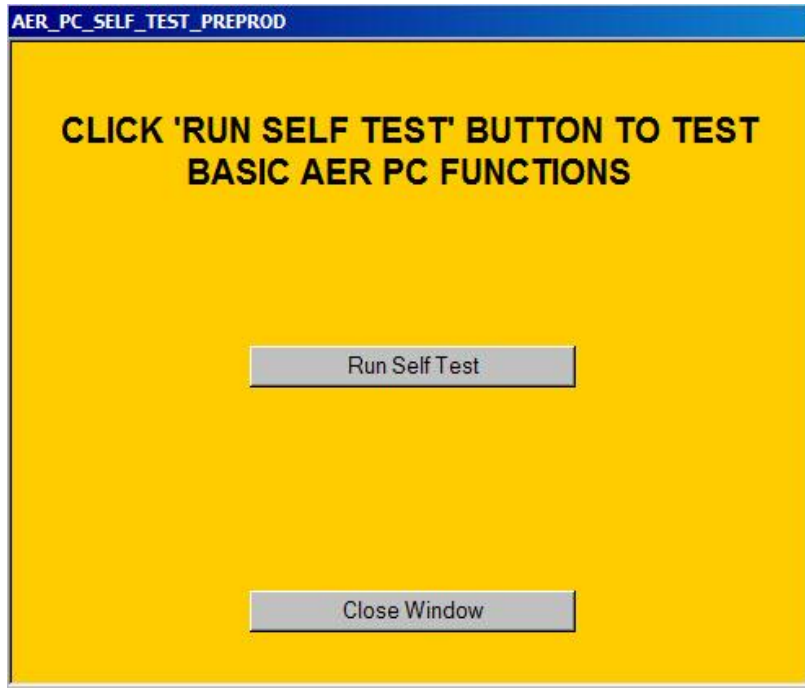 AER_PC_SELF_TEST_PREPROD
CLICK 'RUN SELF TEST' BUTTON TO TEST
BASIC AER PC FUNCTIONS
Run Self Test
Close Window